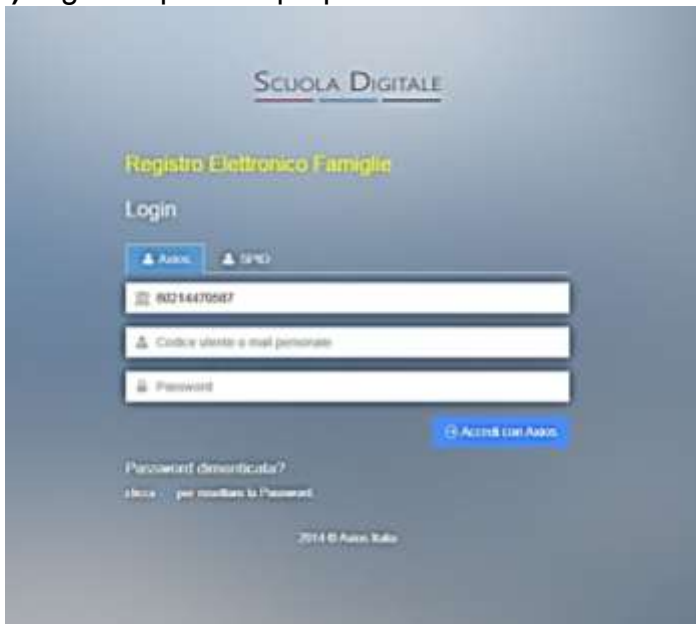 SCUOLA DIGITALE
Registro Elettronico Famiglie
Login
Axios SPID
80214470587
Codice utente o mail personale
Password
Accedi con Axios
Password dimenticata?
clicca per resettare la Password
2014 © Axios Italia